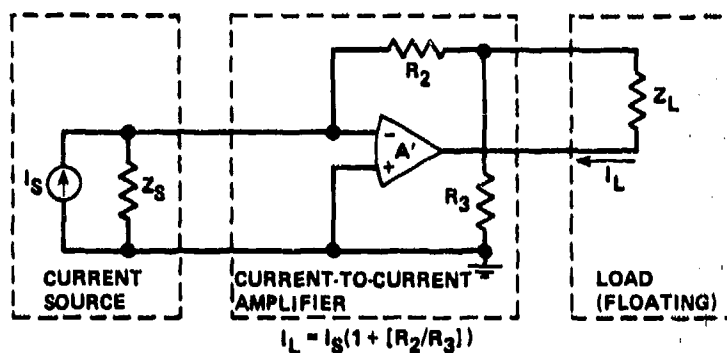 R2
ZL
IS
ZS
−
A'
+
R3
IL
CURRENT SOURCE
CURRENT-TO-CURRENT AMPLIFIER
LOAD (FLOATING)
IL = IS(1 + [R2/R3])